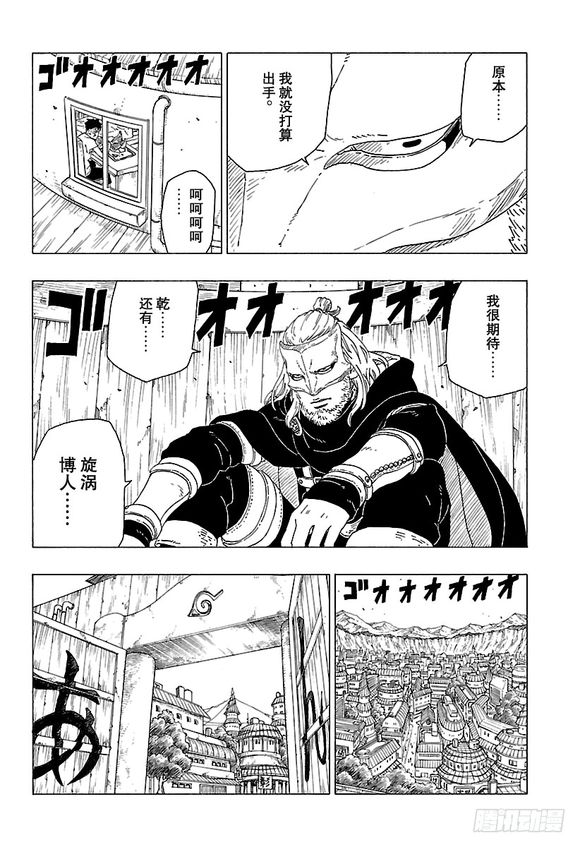 原本……
我就没打算
出手。
ゴオオオオオオ
呵呵呵呵
……
我很期待……
ゴオオオオ
乾……
还有……
旋涡
博人……
ゴオオオオオオ
あ
ん
影
腾讯动漫